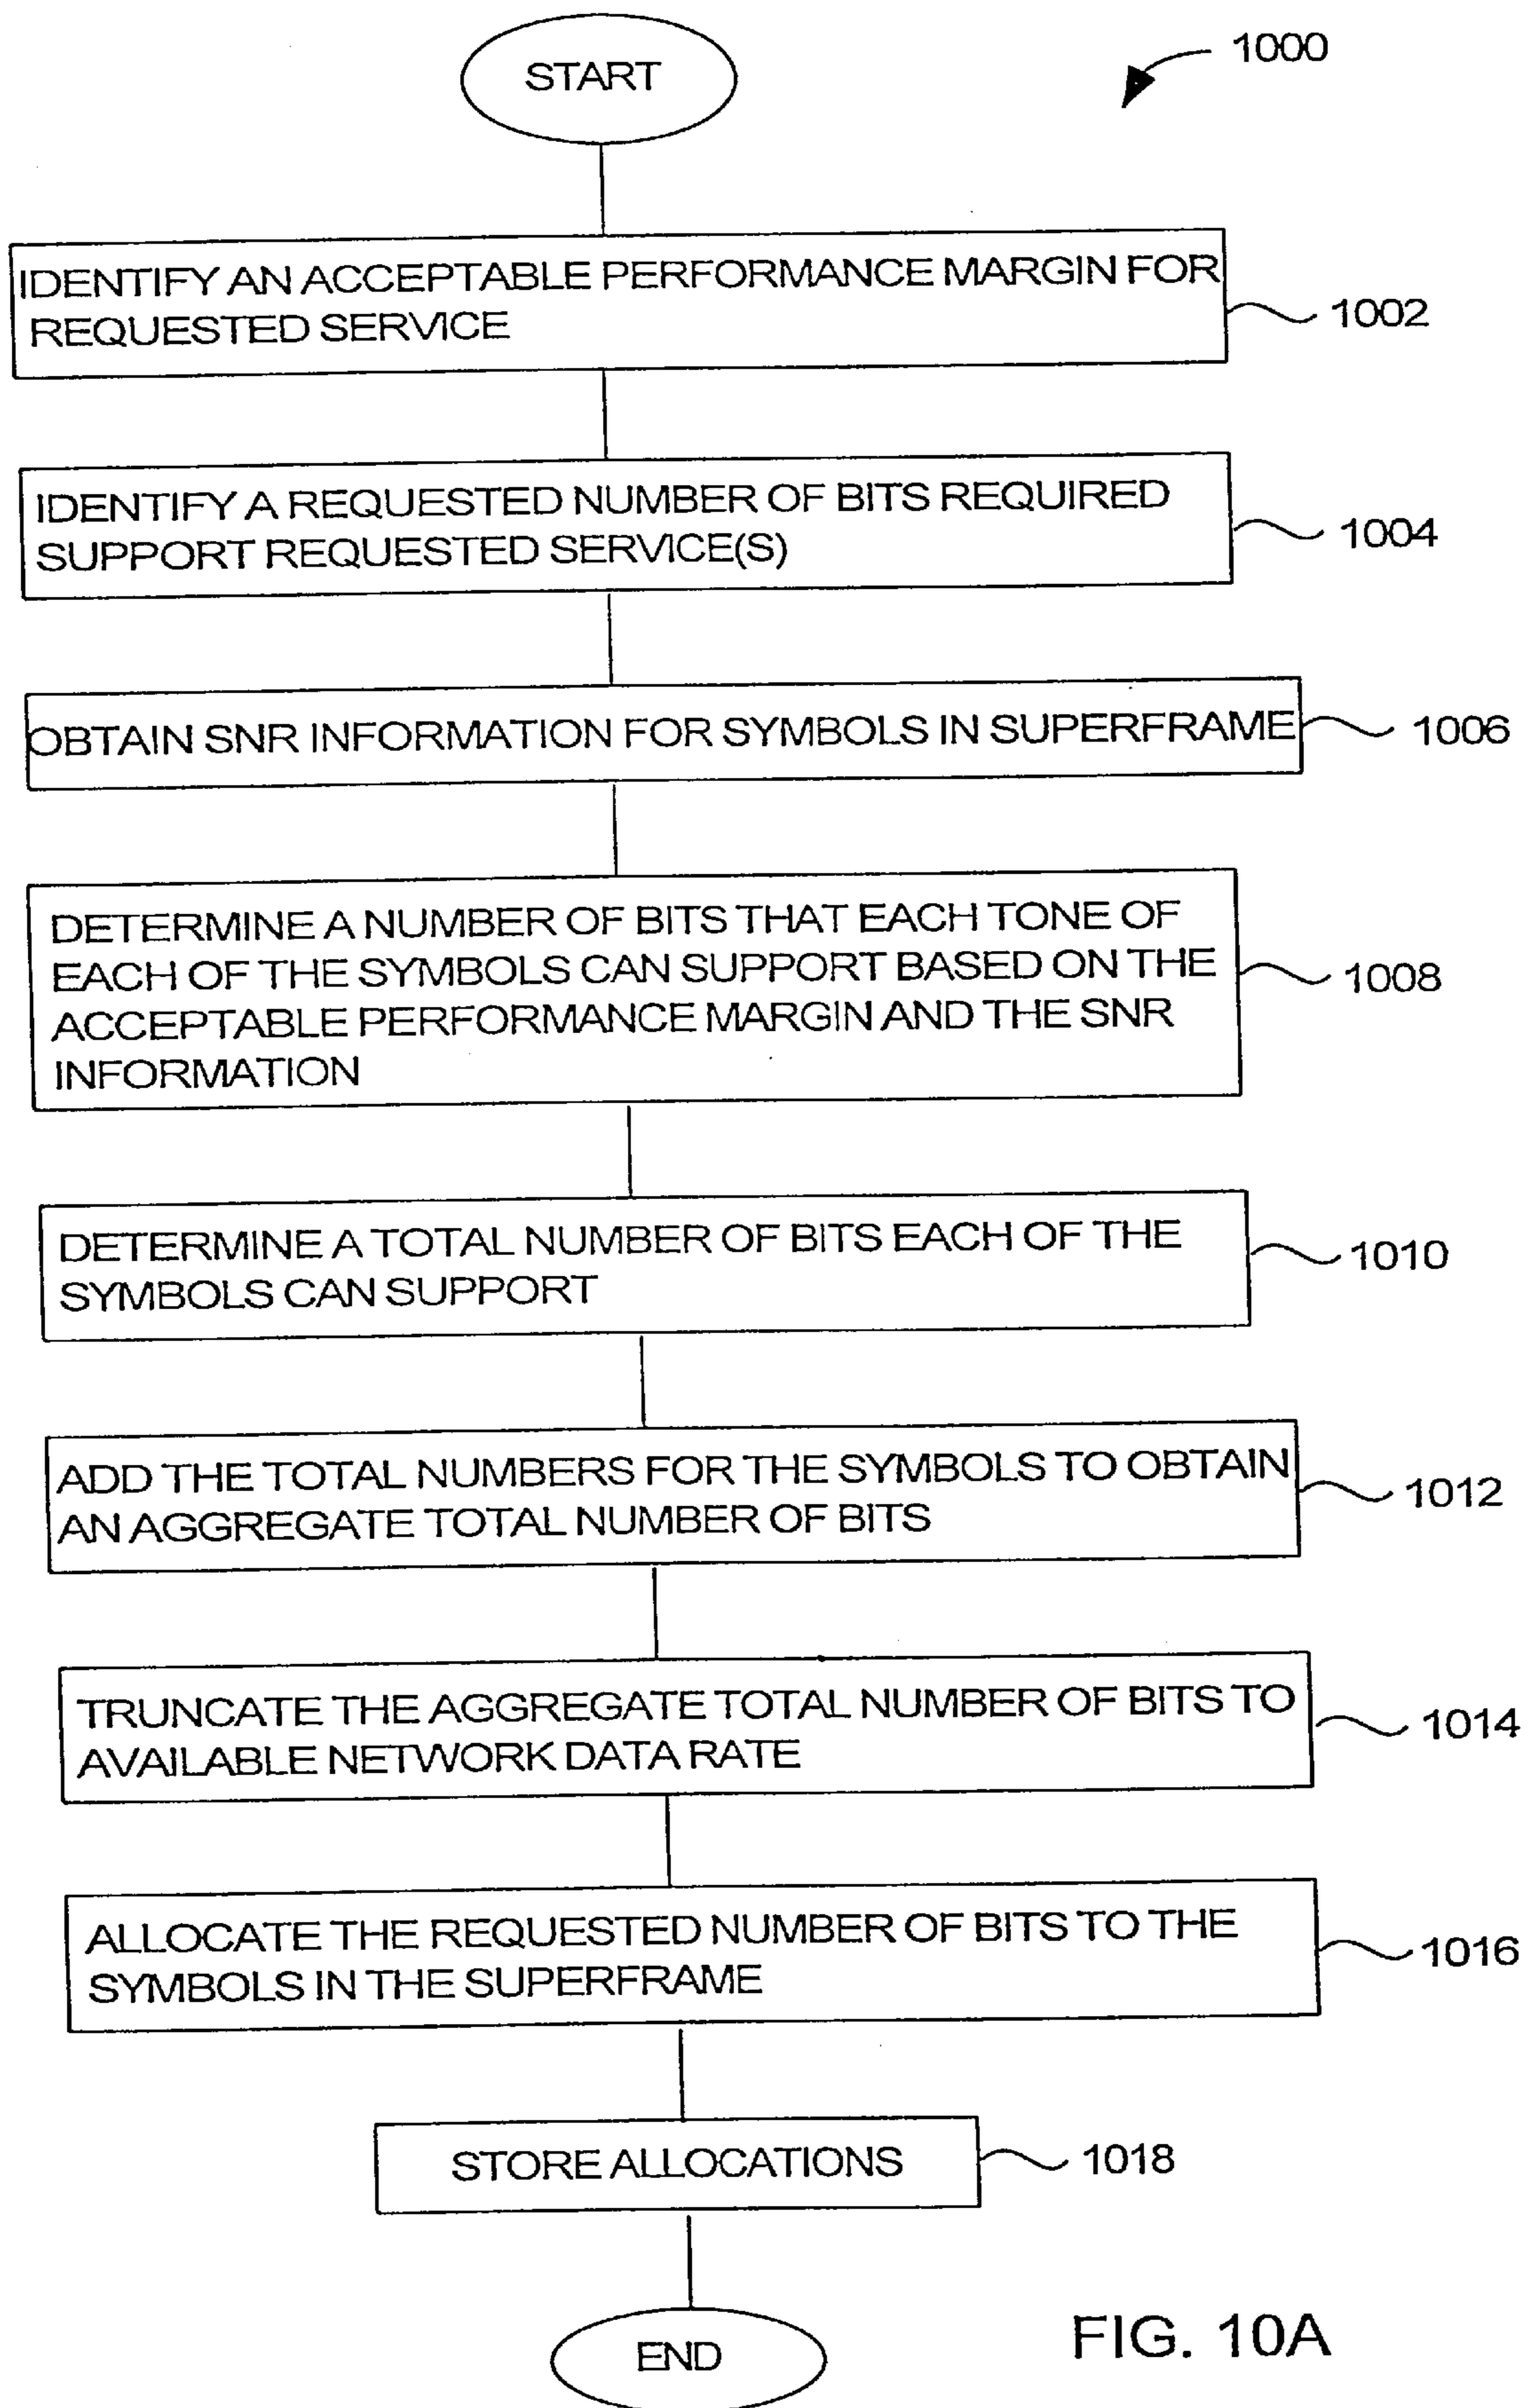 START
1000
IDENTIFY AN ACCEPTABLE PERFORMANCE MARGIN FOR
REQUESTED SERVICE
1002
IDENTIFY A REQUESTED NUMBER OF BITS REQUIRED
SUPPORT REQUESTED SERVICE(S)
1004
OBTAIN SNR INFORMATION FOR SYMBOLS IN SUPERFRAME
1006
DETERMINE A NUMBER OF BITS THAT EACH TONE OF
EACH OF THE SYMBOLS CAN SUPPORT BASED ON THE
ACCEPTABLE PERFORMANCE MARGIN AND THE SNR
INFORMATION
1008
DETERMINE A TOTAL NUMBER OF BITS EACH OF THE
SYMBOLS CAN SUPPORT
1010
ADD THE TOTAL NUMBERS FOR THE SYMBOLS TO OBTAIN
AN AGGREGATE TOTAL NUMBER OF BITS
1012
TRUNCATE THE AGGREGATE TOTAL NUMBER OF BITS TO
AVAILABLE NETWORK DATA RATE
1014
ALLOCATE THE REQUESTED NUMBER OF BITS TO THE
SYMBOLS IN THE SUPERFRAME
1016
STORE ALLOCATIONS
1018
END
FIG. 10A